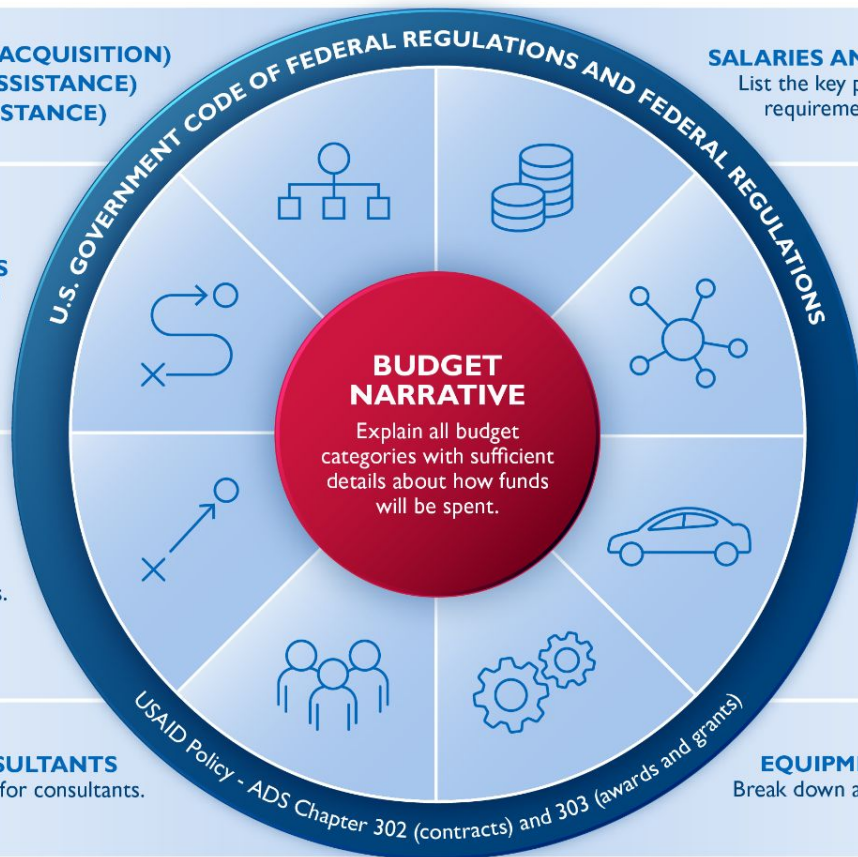 ACQUISITION)
SSISTANCE)
STANCE)
U.S. GOVERNMENT CODE OF FEDERAL REGULATIONS AND FEDERAL REGULATIONS
SALARIES AN
List the key p
requireme
S
BUDGET
NARRATIVE
Explain all budget
categories with sufficient
details about how funds
will be spent.
s.
SULTANTS
for consultants.
USAID Policy - ADS Chapter 302 (contracts) and 303 (awards and grants)
EQUIPM
Break down a